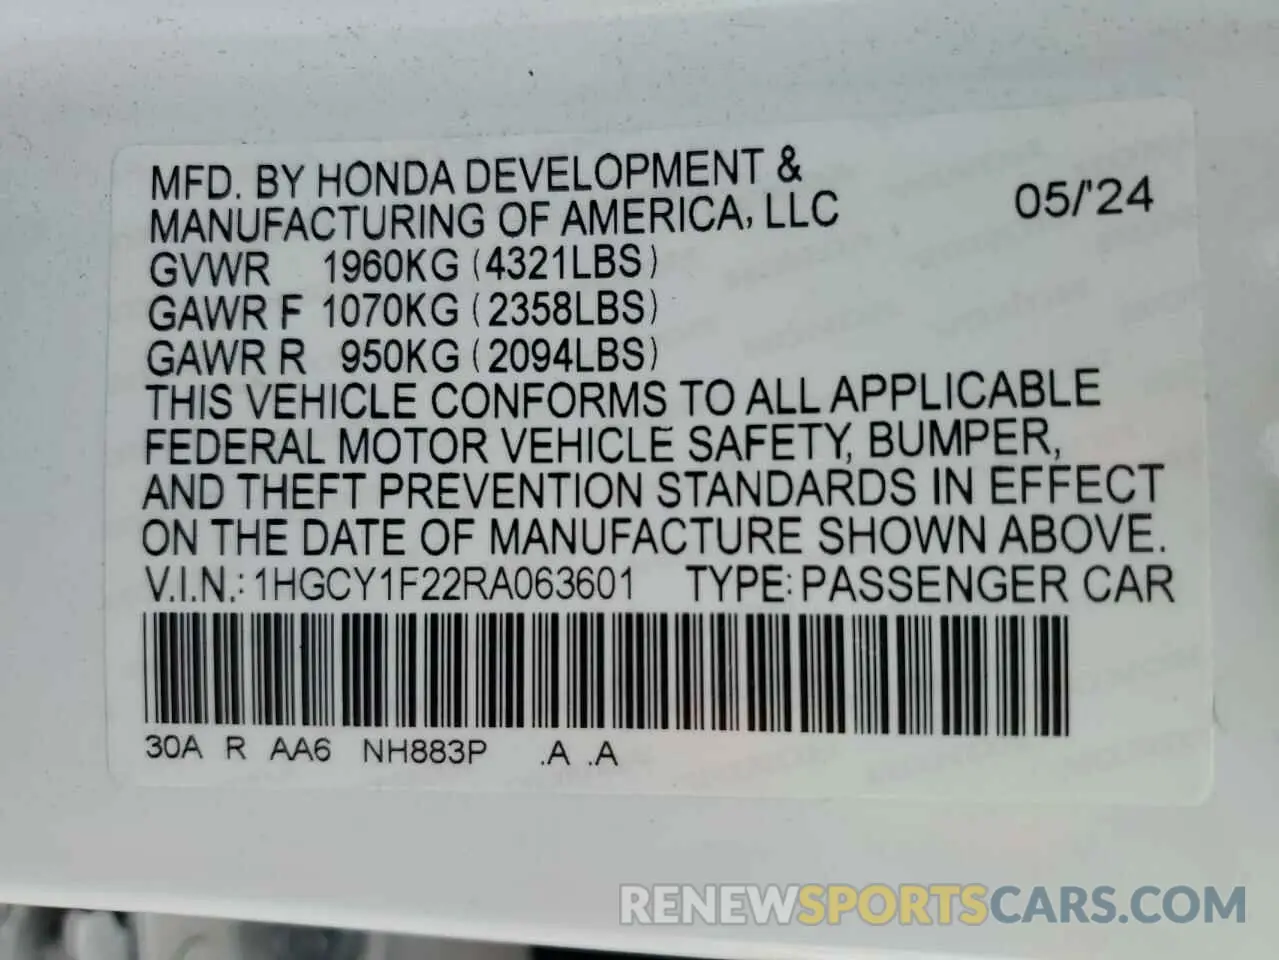 MFD. BY HONDA DEVELOPMENT &
MANUFACTURING OF AMERICA, LLC
05/'24
GVWR 1960KG (4321LBS)
GAWR F 1070KG (2358LBS)
GAWR R 950KG (2094LBS)
THIS VEHICLE CONFORMS TO ALL APPLICABLE
FEDERAL MOTOR VEHICLE SAFETY, BUMPER,
AND THEFT PREVENTION STANDARDS IN EFFECT
ON THE DATE OF MANUFACTURE SHOWN ABOVE.
V.I.N.: 1HGCY1F22RA063601 TYPE: PASSENGER CAR
30A R AA6 NH883P .A .A
RENEWSPORTSCARS.COM